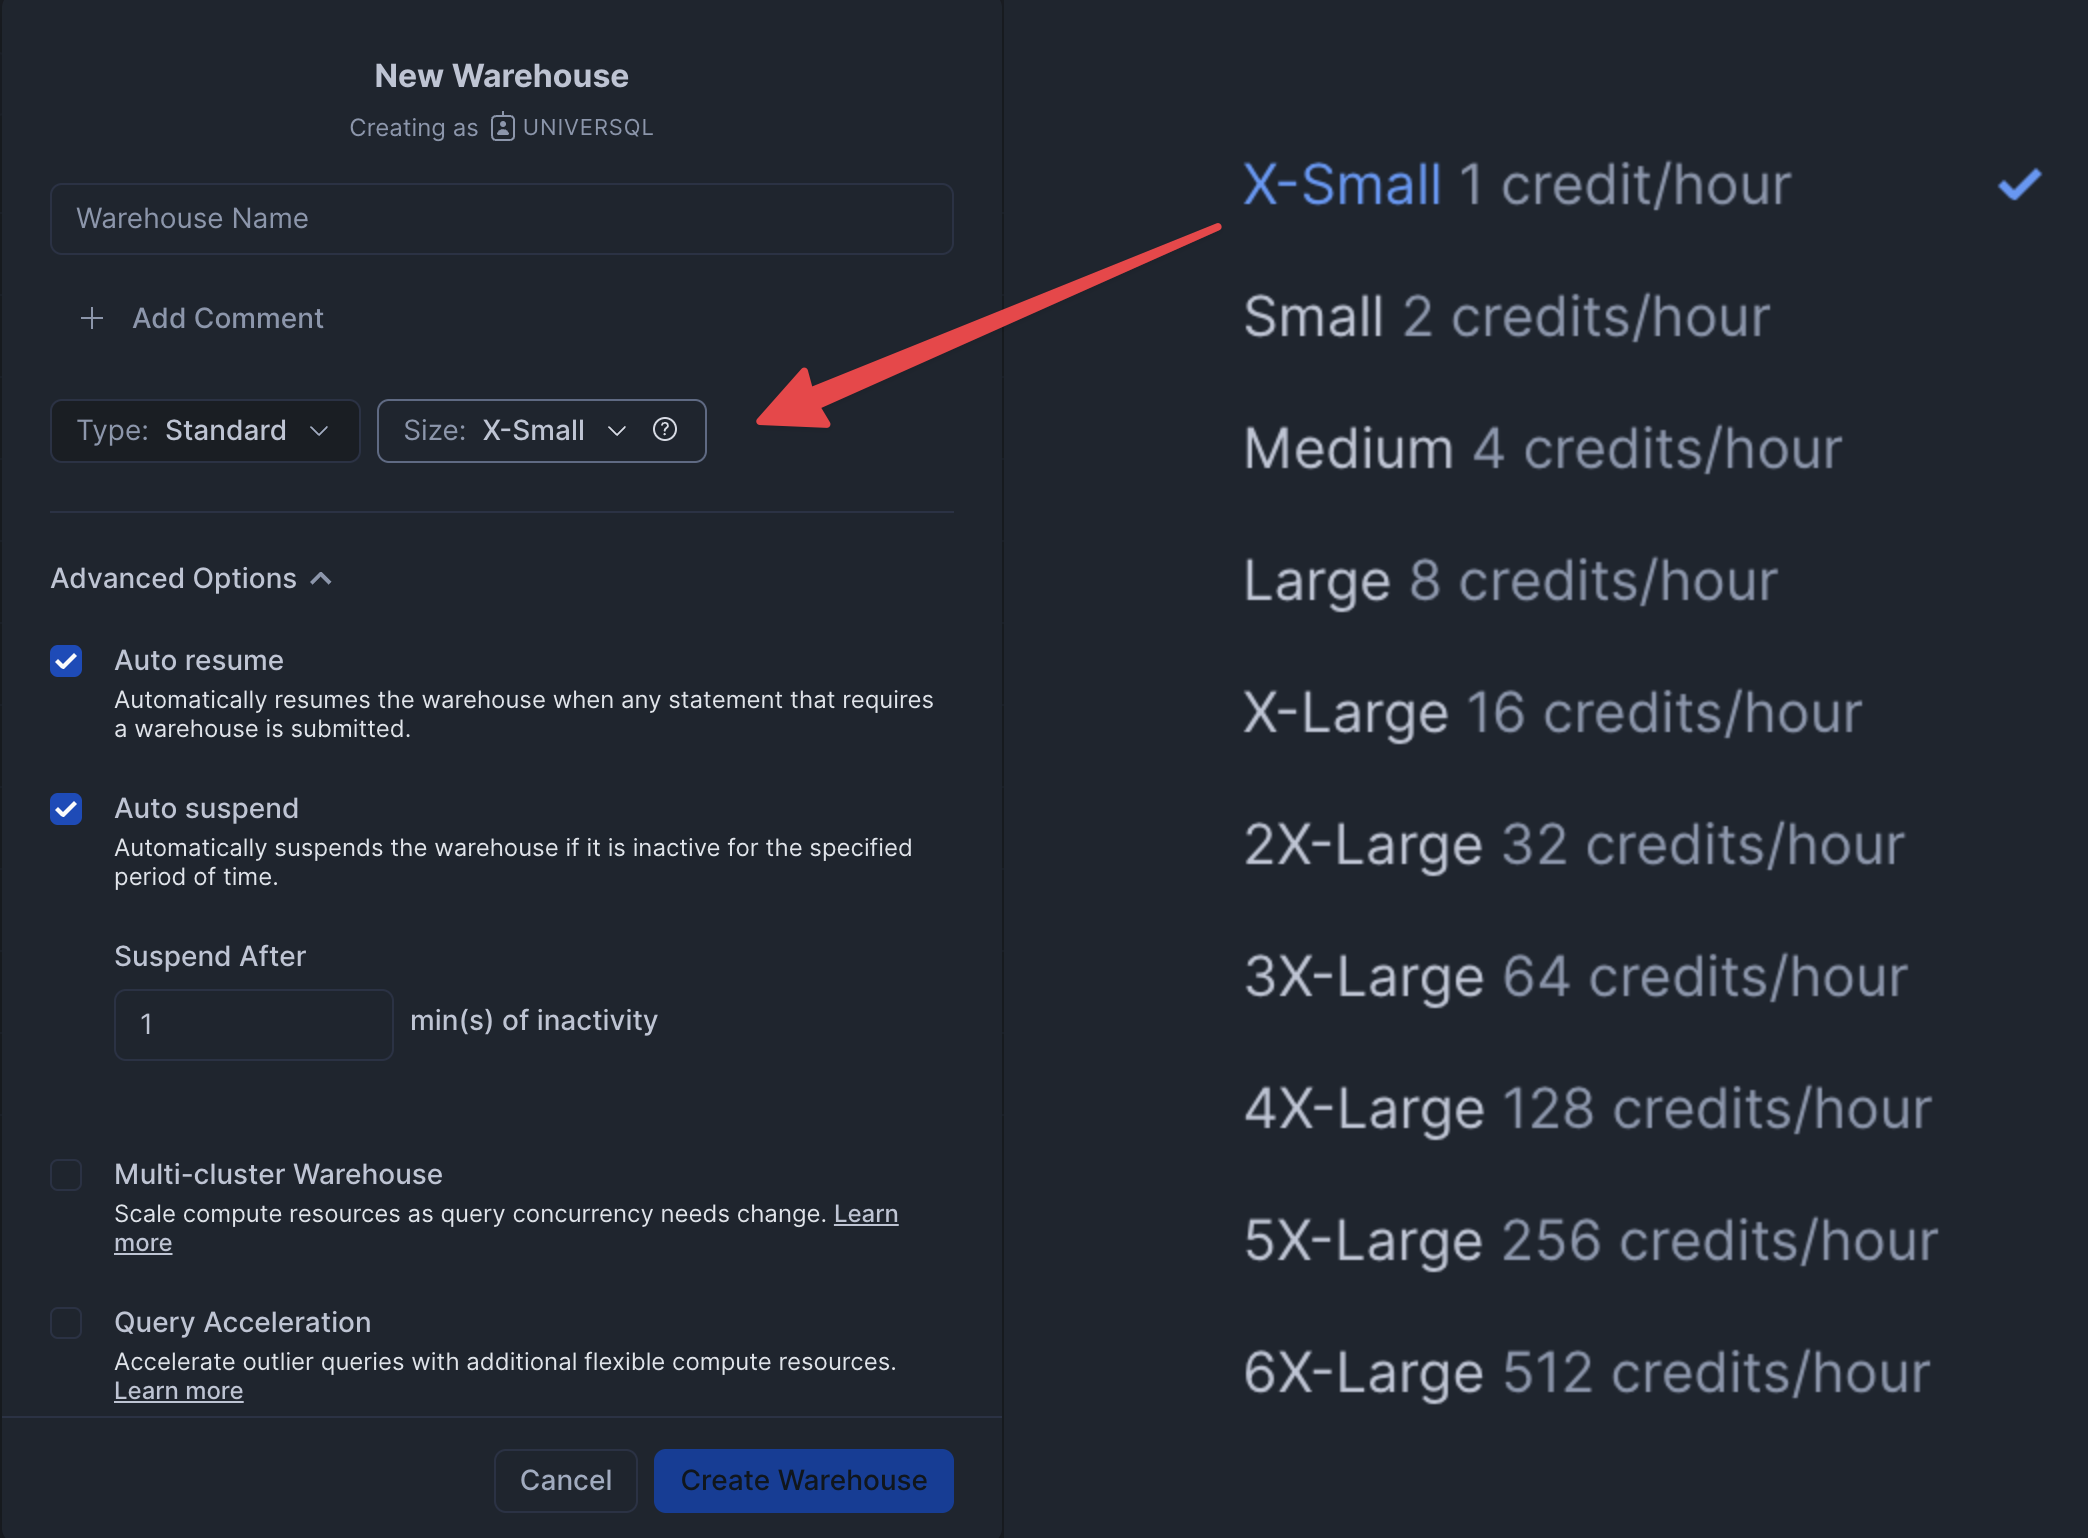 New Warehouse
Creating as UNIVERSQL
Warehouse Name
+ Add Comment
Type: Standard
Size: X-Small ?
Advanced Options
Auto resume
Automatically resumes the warehouse when any statement that requires
a warehouse is submitted.
Auto suspend
Automatically suspends the warehouse if it is inactive for the specified
period of time.
Suspend After
1 min(s) of inactivity
Multi-cluster Warehouse
Scale compute resources as query concurrency needs change. Learn
more
Query Acceleration
Accelerate outlier queries with additional flexible compute resources.
Learn more
Cancel
Create Warehouse
X-Small 1 credit/hour
Small 2 credits/hour
Medium 4 credits/hour
Large 8 credits/hour
X-Large 16 credits/hour
2X-Large 32 credits/hour
3X-Large 64 credits/hour
4X-Large 128 credits/hour
5X-Large 256 credits/hour
6X-Large 512 credits/hour